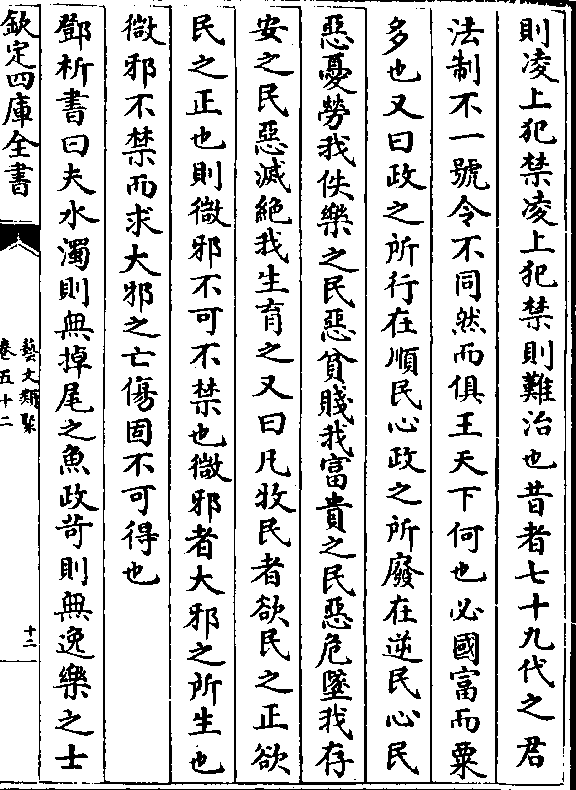 則凌上犯禁凌上犯禁則難治也昔者七十九代之君
法制不一號令不同然而俱王天下何也必國富而粟
多也又曰政之所行在順民心政之所廢在逆民心民
惡憂勞我佚樂之民惡貧賤我富貴之民惡危墜我存
安之民惡滅絕我生育之又曰凡牧民者欲民之正欲
民之正也則微邪不可不禁也微邪者大邪之所生也
微邪不禁而求大邪之亡傷固不可得也
鄧析書曰夫水濁則無掉尾之魚政苛則無逸樂之士
欽定四庫全書
藝文類聚
卷五十二
十二